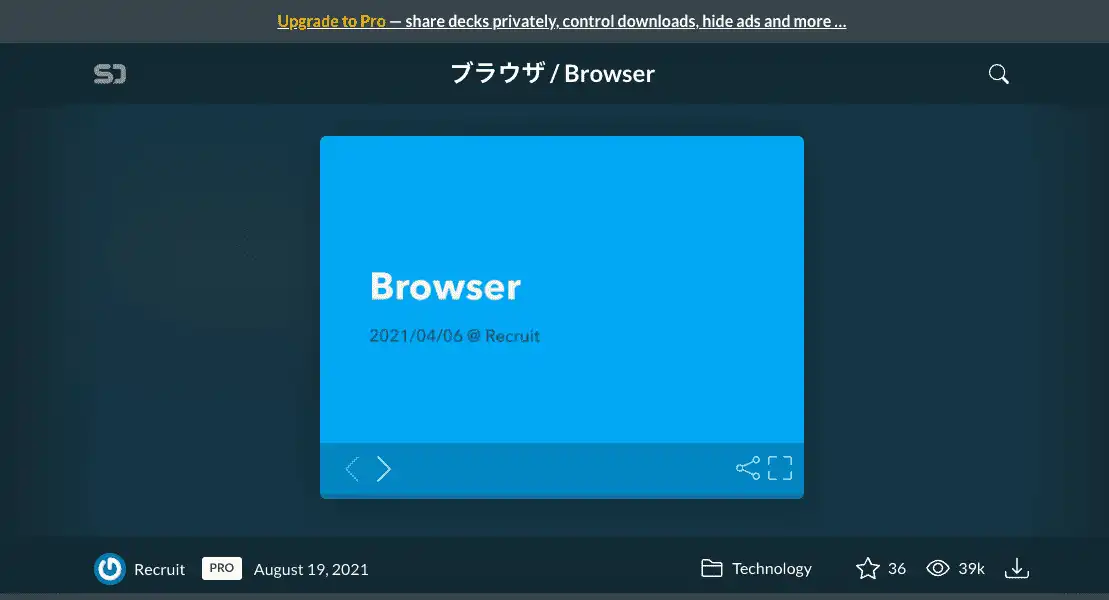 Upgrade to Pro — share decks privately, control downloads, hide ads and more …
SD
ブラウザ / Browser
Browser
2021/04/06 @ Recruit
Recruit PRO August 19, 2021 Technology 36 39k